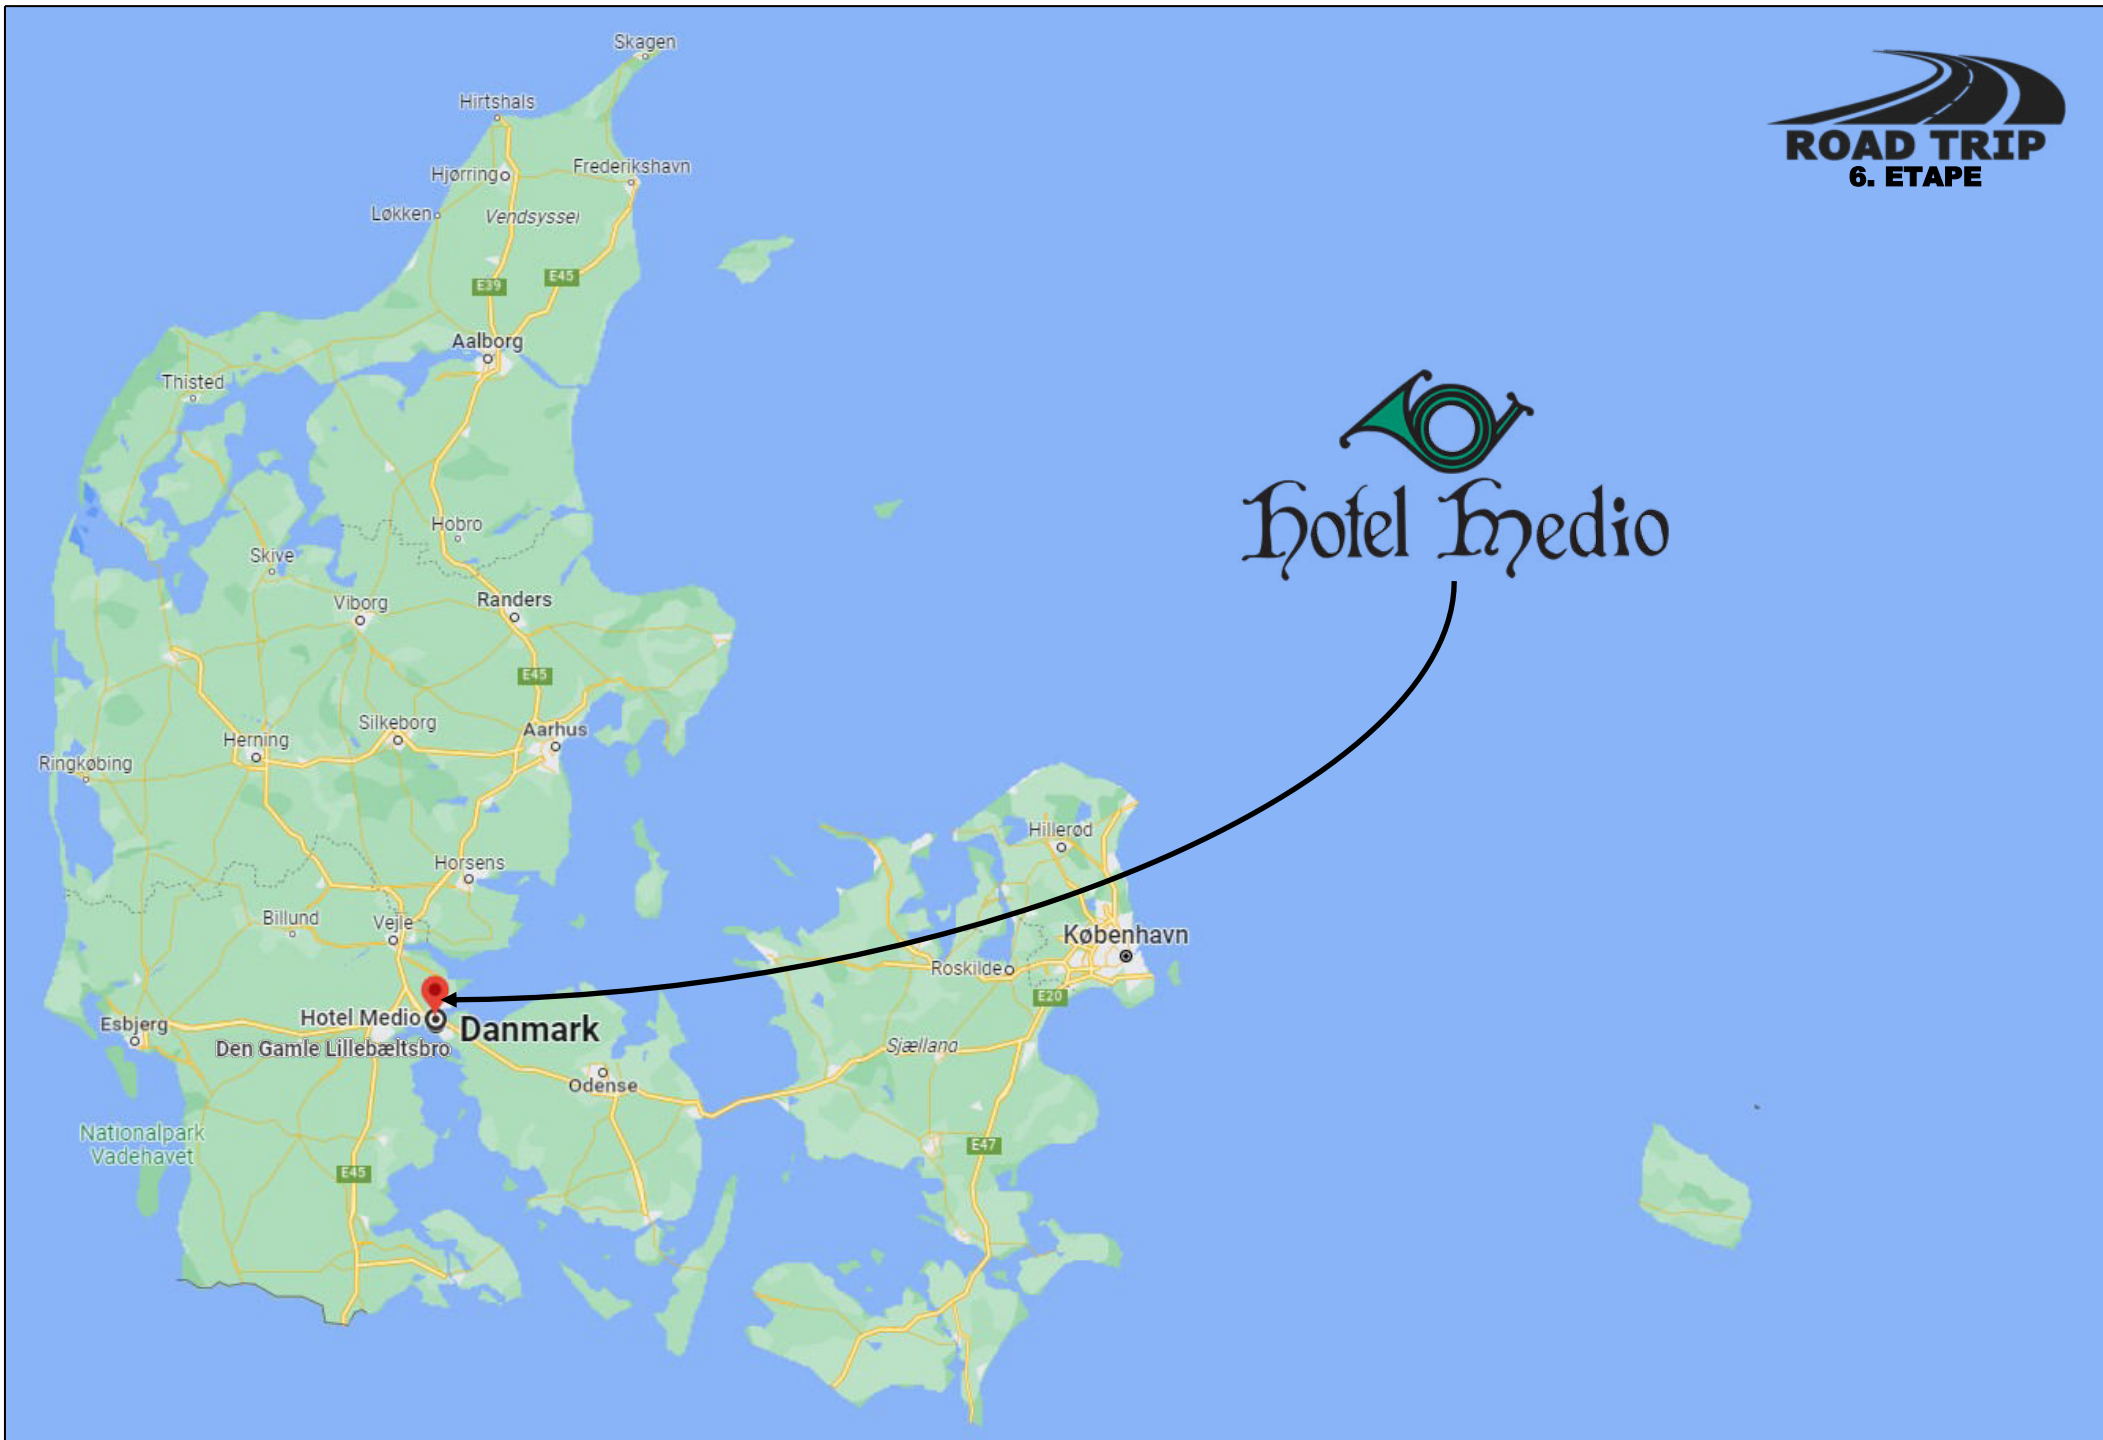 Skagen
ROAD TRIP
6. ETAPE
Hirtshals
Hjørring
Frederikshavn
Løkken
Vendsyssel
E39
E45
Aalborg
Thisted
Hotel Medio
Hobro
Skive
Viborg
Randers
E45
Silkeborg
Aarhus
Herning
Ringkøbing
Hillerød
Horsens
Billund
Vejle
København
Roskilde
E20
Hotel Medio
Esbjerg
Danmark
Den Gamle Lillebæltsbro
Sjælland
Odense
Nationalpark
Vadehavet
E47
E45